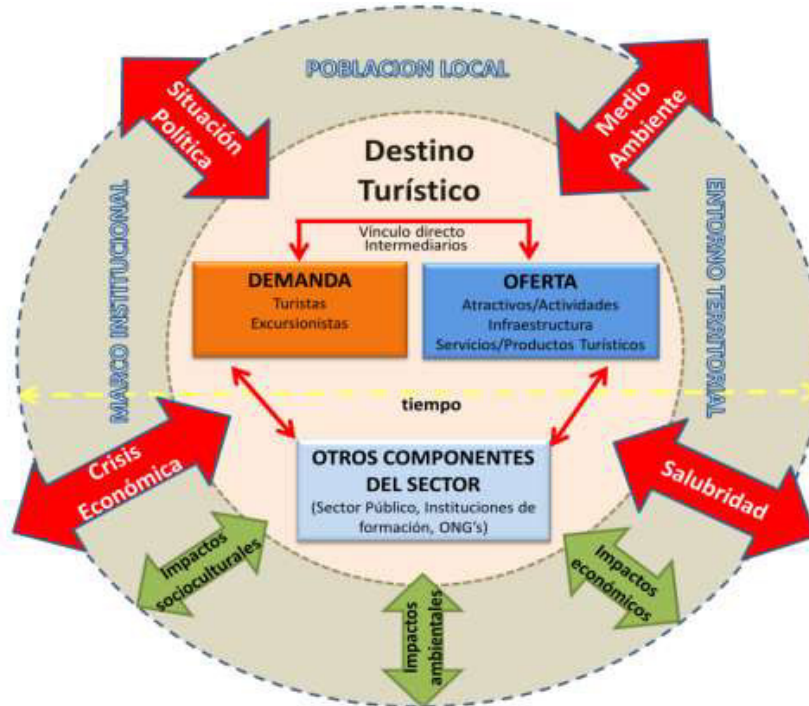 POBLACION LOCAL
Situación
Política
Medio
Ambiente
Destino
Turístico
MARCO INSTITUCIONAL
ENTORNO TERRITORIAL
Vínculo directo
Intermediarios
DEMANDA
Turistas
Excursionistas
OFERTA
Atractivos/Actividades
Infraestructura
Servicios/Productos Turísticos
tiempo
Crisis
Económica
OTROS COMPONENTES
DEL SECTOR
(Sector Público, Instituciones de
formación, ONG's)
Salubridad
Impactos
socioculturales
Impactos
ambientales
Impactos
económicos